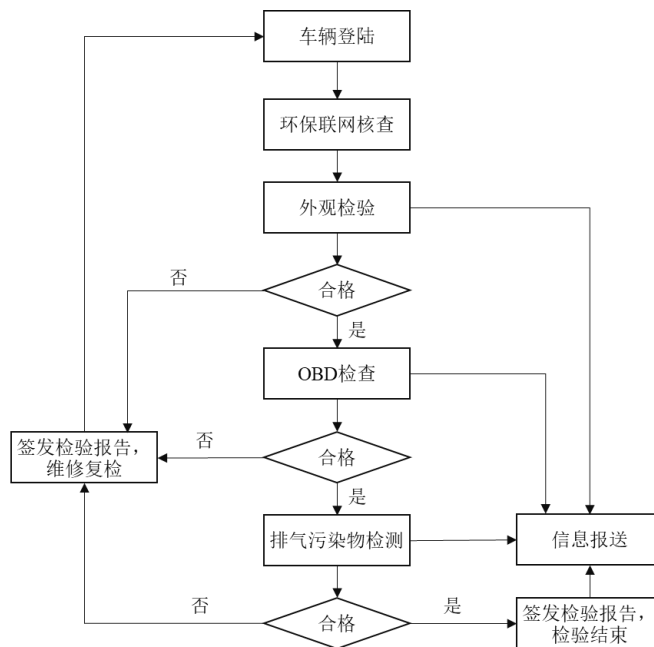 车辆登陆
环保联网核查
外观检验
否
合格
是
OBD检查
签发检验报告，
维修复检
否
合格
是
排气污染物检测
信息报送
否
合格
是
签发检验报告，
检验结束